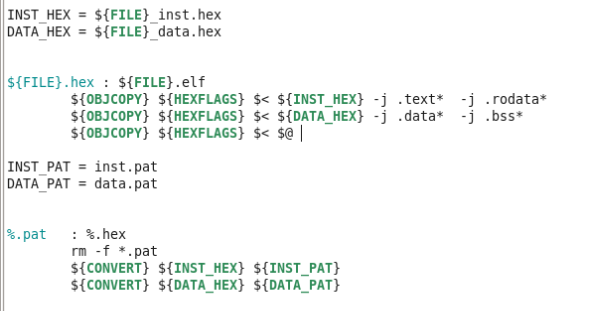 INST_HEX = ${FILE}_inst.hex
DATA_HEX = ${FILE}_data.hex
${FILE}.hex : ${FILE}.elf
${OBJCOPY} ${HEXFLAGS} $< ${INST_HEX} -j .text*  -j .rodata*
${OBJCOPY} ${HEXFLAGS} $< ${DATA_HEX} -j .data*  -j .bss*
${OBJCOPY} ${HEXFLAGS} $< $@
INST_PAT = inst.pat
DATA_PAT = data.pat
%.pat   : %.hex
rm -f *.pat
${CONVERT} ${INST_HEX} ${INST_PAT}
${CONVERT} ${DATA_HEX} ${DATA_PAT}